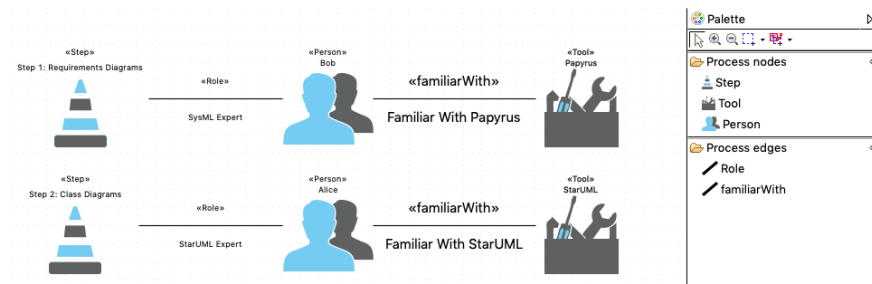 «Step»
Step 1: Requirements Diagrams
«Role»
SysML Expert
«Person»
Bob
«familiarWith»
Familiar With Papyrus
«Tool»
Papyrus
«Step»
Step 2: Class Diagrams
«Role»
StarUML Expert
«Person»
Alice
«familiarWith»
Familiar With StarUML
«Tool»
StarUML
Palette
Process nodes
Step
Tool
Person
Process edges
Role
familiarWith